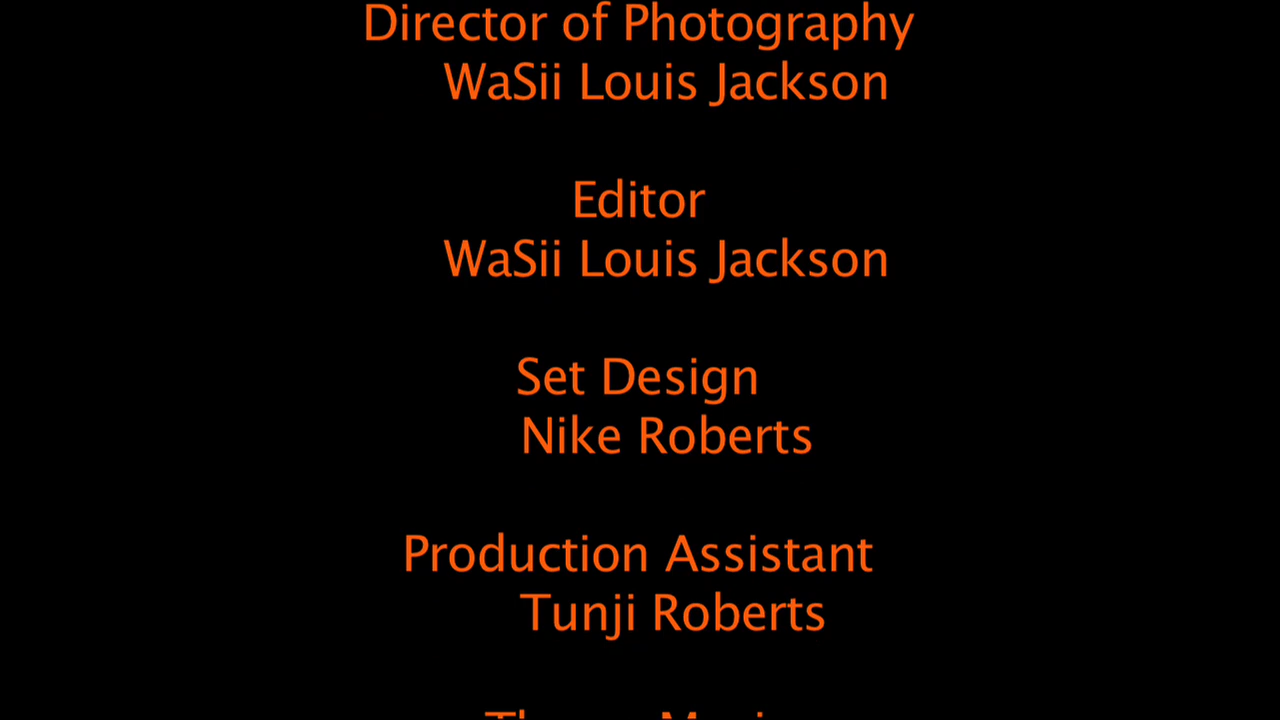 Director of Photography
WaSii Louis Jackson
Editor
WaSii Louis Jackson
Set Design
Nike Roberts
Production Assistant
Tunji Roberts